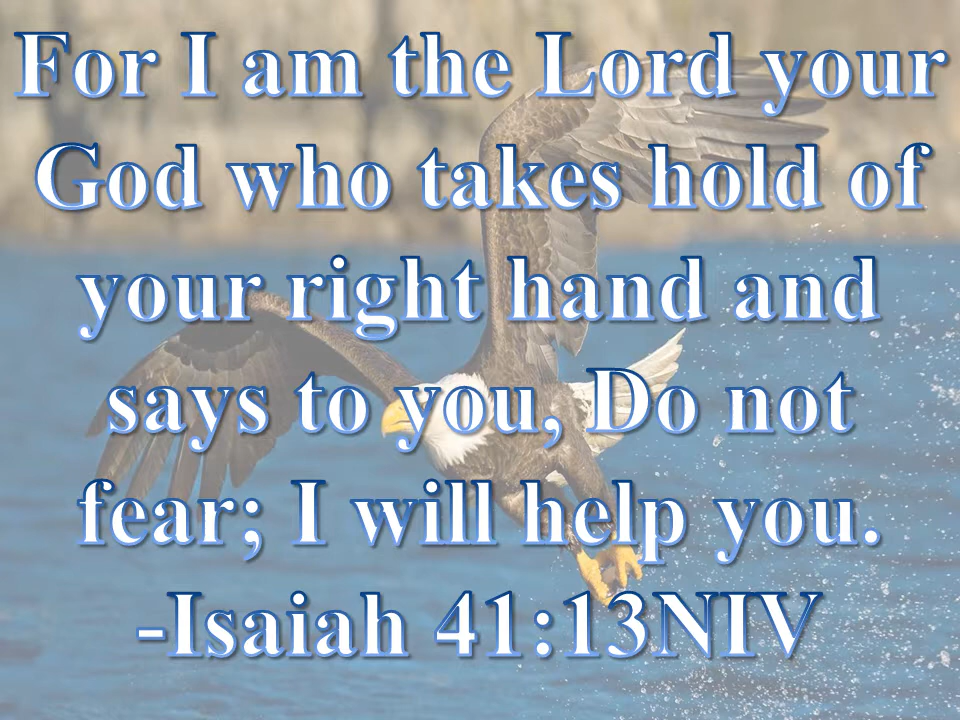 For I am the Lord your
God who takes hold of
your right hand and
says to you, Do not
fear; I will help you.
-Isaiah 41:13NIV